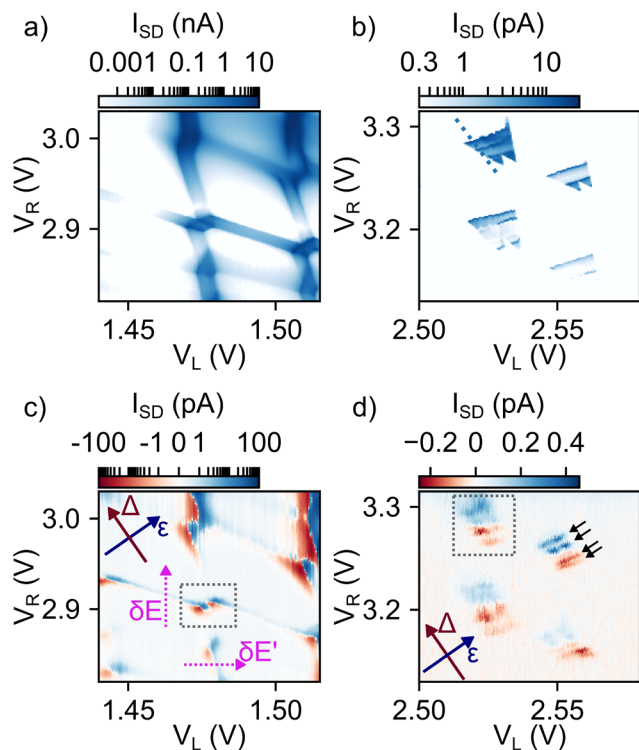 a)
I_SD (nA)
0.001 0.1 10
V_R (V)
3.0
2.9
1.45 1.50
V_L (V)
b)
I_SD (pA)
0.3 1 10
V_R (V)
3.3
3.2
2.50 2.55
V_L (V)
c)
I_SD (pA)
-100 -1 0 1 100
V_R (V)
3.0
2.9
Δ
ε
δE
δE'
1.45 1.50
V_L (V)
d)
I_SD (pA)
−0.2 0 0.2 0.4
V_R (V)
3.3
3.2
Δ
ε
2.50 2.55
V_L (V)